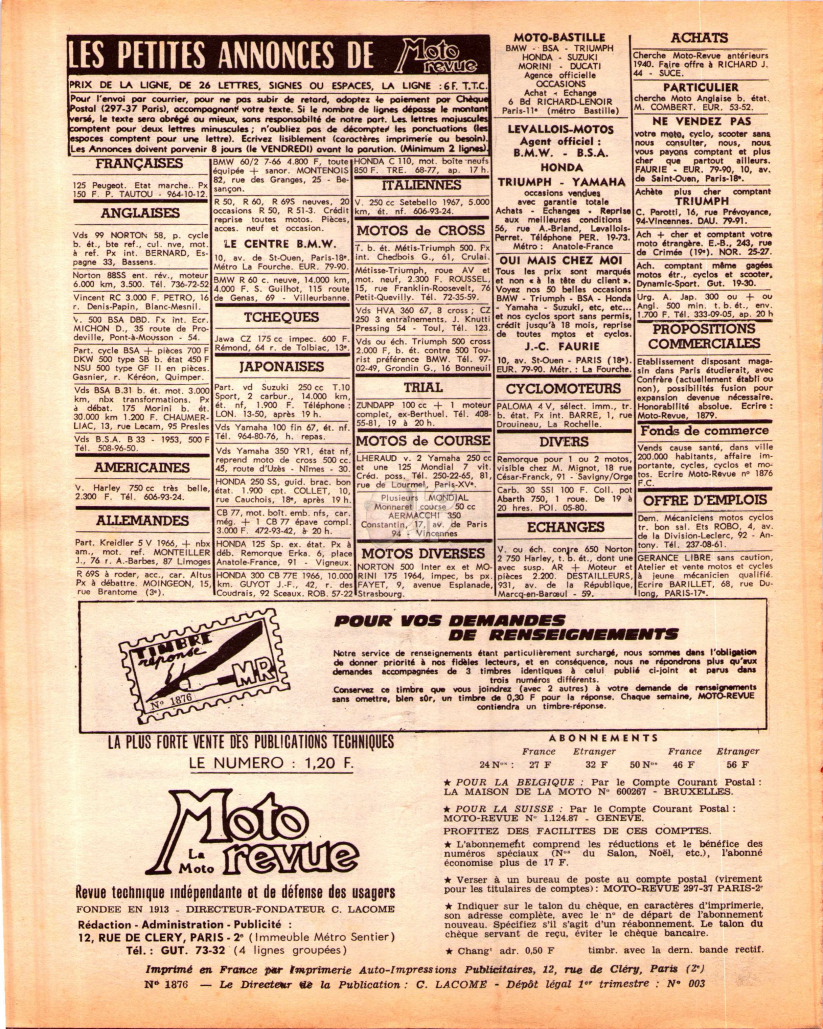 LES PETITES ANNONCES DE Moto revue
PRIX DE LA LIGNE, DE 26 LETTRES, SIGNES OU ESPACES, LA LIGNE : 6 F. T.T.C.
Pour l'envoi par courrier, pour ne pas subir de retard, adoptez le paiement par Chèque
Postal (297-37 Paris), accompagnant votre texte. Si le nombre de lignes dépasse le montant
versé, le texte sera abrégé au mieux, sans responsabilté de notre part. Les lettres majuscules
comptent pour deux lettres minuscules ; n'oubliez pas de décompter les ponctuations (les
espaces comptent pour une lettre). Ecrivez lisiblement (caractères imprimerie au besoin).
Les Annonces doivent parvenir 8 jours (le VENDREDI) avant la parution. (Minimum 2 lignes).
FRANÇAISES
125 Peugeot. Etat marche.. Px
150 F. P. TAUTOU - 964-10-12.
ANGLAISES
Vds 99 NORTON 58, p. cycle
b. ét., bte ref., cul. nve, mot.
à ref. Px int. BERNARD, Es-
pagne 33, Bassens.
Norton 88SS ent. rév., moteur
6.000 km, 3.500. Tél. 736-72-52
Vincent RC 3.000 F. PETRO, 16
r. Denis-Papin, Blanc-Mesnil.
V. 500 BSA DBD. Fx int. Ecr.
MICHON D., 35 route de Pro-
deville, Pont-à-Mousson - 54.
Part. cycle BSA + pièces 700 F
DKW 500 type SB b. état 450 F
NSU 500 type GF II en pièces.
Gasnier, r. Kéréon, Quimper.
Vds BSA B.31 b. ét. mot. 3.000
km, nbx transformations. Px
à débat. 175 Morini b. ét.
30.000 km 1.200 F. CHAUMER-
LIAC, 13, rue Lecam, 95 Presles
Vds B.S.A. B 33 - 1953, 500 F
Tél. 508-96-50.
AMERICAINES
V. Harley 750 cc très belle,
2.300 F. Tél. 606-93-24.
ALLEMANDES
Part. Kreidler 5 V 1966, + nbx
am., mot. ref. MONTEILLER
J., 76 r. A.-Barbes, 87 Limoges
R 69S à roder, acc., car. Altus
Px à débattre. MOINGEON, 15,
rue Brantome (3e).
BMW 60/2 7-66 4.800 F, toute
équipée + sanor. MONTENOIS
82, rue des Granges, 25 - Be-
sançon.
R 50, R 60, R 69S neuves, 20
occasions R 50, R 51-3. Crédit
reprise toutes motos. Pièces,
acces. neuf et occasion.
LE CENTRE B.M.W.
10, av. de St-Ouen, Paris-18e.
Métro La Fourche. EUR. 79-90.
BMW R 60 c. neuve, 14.000 km,
4.000 F. S. Guilhot, 115 route
de Genas, 69 - Villeurbanne.
TCHEQUES
Jawa CZ 175 cc impec. 600 F.
Rémond, 64 r. de Tolbiac, 13e.
JAPONAISES
Part. vd Suzuki 250 cc T.10
Sport, 2 carbur., 14.000 km,
ét. nf, 1.900 F. Téléphone :
LON. 13-50, après 19 h.
Vds Yamaha 100 fin 67, ét. nf.
Tél. 964-80-76, h. repas.
Vds Yamaha 250 YR1, état nf,
reprend moto de cross 500 cc.
45, route d'Uzès - Nîmes - 30.
HONDA 250 SS, guid. brac. bon
état. 1.900 cpt. COLLET, 10,
rue Cauchois, 18e, après 19 h.
CB 77, mot. bolt. emb. nfs, car.
még. + 1 CB 77 épave compl.
3.000 F. 472-93-42, à 20 h.
HONDA 125 Sp. ex. état. Px à
déb. Remorque Erka. 6, place
Anatole-France, 91 - Vigneux.
HONDA 300 CB 77E 1966, 10.000
km. GUYOT J.-F., 42, r. des
Coudrais, 92 Sceaux. ROB. 57-22
HONDA C 110, mot. boîte neufs
850 F. TRE. 68-77, ap. 17 h.
ITALIENNES
V. 250 cc Setebello 1967, 5.000
km, ét. nf. 606-93-24.
MOTOS de CROSS
T. b. ét. Métis-Triumph 500. Px
int. Chedbois G., 61, Crulai.
Métisse-Triumph, roue AV et
mot. neuf, 2.300 F. ROUSSEL,
15, rue Franklin-Roosevelt, 76
Petit-Quevilly. Tél. 72-35-59.
Vds HVA 360 67, 8 cross ; CZ
250 3 entraînements. J. Knutti
Pressing 54 - Toul, Tél. 123.
Vds ou éch. Triumph 500 cross
2.000 F, b. ét. contre 500 Tou-
rist préférence BMW. Tél. 97-
02-49, Grondin G., 16 Bonneuil
TRIAL
ZUNDAPP 100 cc + 1 moteur
complet, ex-Berthuel. Tél. 408-
55-81, 19 à 20 h.
MOTOS de COURSE
LHERAUD v. 2 Yamaha 250 cc
et une 125 Mondial 7 vit.
Créd. poss. Tél. 250-22-65, 81,
rue de Lourmel, Paris-XVe.
Plusieurs MONDIAL
Monneret course 50 cc
AERMACCHI 350
Constantin, 17, av. de Paris
94 - Vincennes
MOTOS DIVERSES
NORTON 500 Inter ex et MO-
RINI 175 1964, impec, bs px.
FAYET, 9, avenue Esplanade,
Strasbourg.
MOTO-BASTILLE
BMW - BSA - TRIUMPH
HONDA - SUZUKI
MORINI - DUCATI
Agence officielle
OCCASIONS
Achat - Echange
6 Bd RICHARD-LENOIR
Paris-11e (métro Bastille)
LEVALLOIS-MOTOS
Agent officiel :
B.M.W. - B.S.A.
HONDA
TRIUMPH - YAMAHA
occasions vendues
avec garantie totale
Achats - Echanges - Reprise
aux meilleures conditions
56, rue A.-Briand, Levallois-
Perret. Téléphone PER. 19-73.
Métro : Anatole-France
OUI MAIS CHEZ MOI
Tous les prix sont marqués
et non « à la tête du client ».
Voyez nos 50 belles occasions
BMW - Triumph - BSA - Honda
Yamaha - Suzuki, etc, etc...
et nos cyclos sport sans permis,
crédit jusqu'à 18 mois, reprise
de toutes motos et cyclos.
J.-C. FAURIE
10, av. St-Ouen - PARIS (18e).
EUR. 79-90. Métr. : La Fourche.
CYCLOMOTEURS
PALOMA 4 V, sélect. imm., tr.
b. état. Px int. BARRE, 1, rue
Drouineau, La Rochelle.
DIVERS
Remorque pour 1 ou 2 motos,
visible chez M. Mignot, 18 rue
César-Franck, 91 - Savigny-Orge
Carb. 30 SSI 100 F. Coll. pot
Abarth 750, 1 roue. De 19 à
20 hres. POI. 05-80.
ECHANGES
V. ou éch. contre 650 Norton
2 750 Harley, t. b. ét., dont une
avec susp. AR + Moteur et
pièces 2.200. DESTAILLEURS,
931, av. de la République,
Marcq-en-Barœul - 59.
ACHATS
Cherche Moto-Revue antérieurs
1940. Faire offre à RICHARD J.
44 - SUCE.
PARTICULIER
cherche Moto Anglaise b. état.
M. COMBERT. EUR. 53-52.
NE VENDEZ PAS
votre moto, cyclo, scooter sans
nous consulter, nous, nous
vous payons comptant et plus
cher que partout ailleurs.
FAURIE - EUR. 79-90, 10, av.
de Saint-Ouen, Paris-18e.
Achète plus cher comptant
TRIUMPH
C. Parotti, 16, rue Prévoyance,
94-Vincennes. DAU. 79-91.
Ach + cher et comptant votre
moto étrangère. E.-B., 243, rue
de Crimée (19e). NOR. 25-27.
Ach. comptant même gagées
motos étr., cyclos et scooter,
Dynamic-Sport. Gut. 19-30.
Urg. A. Jap. 300 ou + ou
Angl. 500 min. t. b. ét., env.
1.700 F. Tél. 333-09-05, ap. 20 h
PROPOSITIONS
COMMERCIALES
Etablissement disposant maga-
sin dans Paris étudierait, avec
Confrère (actuellement établi ou
non), possibilités fusion pour
expansion devenue nécessaire.
Honorabilité absolue. Ecrire :
Moto-Revue, 1879.
Fonds de commerce
Vends cause santé, dans ville
200.000 habitants, affaire im-
portante, cycles, cyclos et mo-
tos. Ecrire Moto-Revue no 1876
F.C.
OFFRE D'EMPLOIS
Dem. Mécaniciens motos cyclos
tr. bon sal. Ets ROBO, 4, av.
de la Division-Leclerc, 92 - An-
tony. Tél. 237-08-61.
GERANCE LIBRE sans caution,
Atelier et vente motos et cycles
à jeune mécanicien qualifié.
Ecrire BARILLET, 68, rue Du-
long, PARIS-17e.
TIMBRE
réponse
MR
No 1876
POUR VOS DEMANDES
DE RENSEIGNEMENTS
Notre service de renseignements étant particulièrement surchargé, nous sommes dans l'obligation
de donner priorité à nos fidèles lecteurs, et en conséquence, nous ne répondrons plus qu'aux
demandes accompagnées de 3 timbres identiques à celui publié ci-joint et parus dans
trois numéros différents.
Conservez ce timbre que vous joindrez (avec 2 autres) à votre demande de renseignements
sans omettre, bien sûr, un timbre de 0,30 F pour la réponse. Chaque semaine, MOTO-REVUE
contiendra un timbre-réponse.
LA PLUS FORTE VENTE DES PUBLICATIONS TECHNIQUES
LE NUMERO : 1,20 F.
La Moto
Moto revue
Revue technique indépendante et de défense des usagers
FONDEE EN 1913 - DIRECTEUR-FONDATEUR C. LACOME
Rédaction - Administration - Publicité :
12, RUE DE CLERY, PARIS - 2e (Immeuble Métro Sentier)
Tél. : GUT. 73-32 (4 lignes groupées)
ABONNEMENTS
France Etranger France Etranger
24 Nos : 27 F 32 F 50 Nos 46 F 56 F
★ POUR LA BELGIQUE : Par le Compte Courant Postal :
LA MAISON DE LA MOTO No 600267 - BRUXELLES.
★ POUR LA SUISSE : Par le Compte Courant Postal :
MOTO-REVUE No 1.124.87 - GENEVE.
PROFITEZ DES FACILITES DE CES COMPTES.
★ L'abonnement comprend les réductions et le bénéfice des
numéros spéciaux (Nos du Salon, Noël, etc.), l'abonné
économise plus de 17 F.
★ Verser à un bureau de poste au compte postal (virement
pour les titulaires de comptes) : MOTO-REVUE 297-37 PARIS-2e
★ Indiquer sur le talon du chèque, en caractères d'imprimerie,
son adresse complète, avec le no de départ de l'abonnement
nouveau. Spécifiez s'il s'agit d'un réabonnement. Le talon du
chèque servant de reçu, éviter le chèque bancaire.
★ Changt adr. 0,50 F timbr. avec la dern. bande rectif.
Imprimé en France par Imprimerie Auto-Impressions Publicitaires, 12, rue de Cléry, Paris (2e)
No 1876 — Le Directeur de la Publication : C. LACOME - Dépôt légal 1er trimestre : No 003